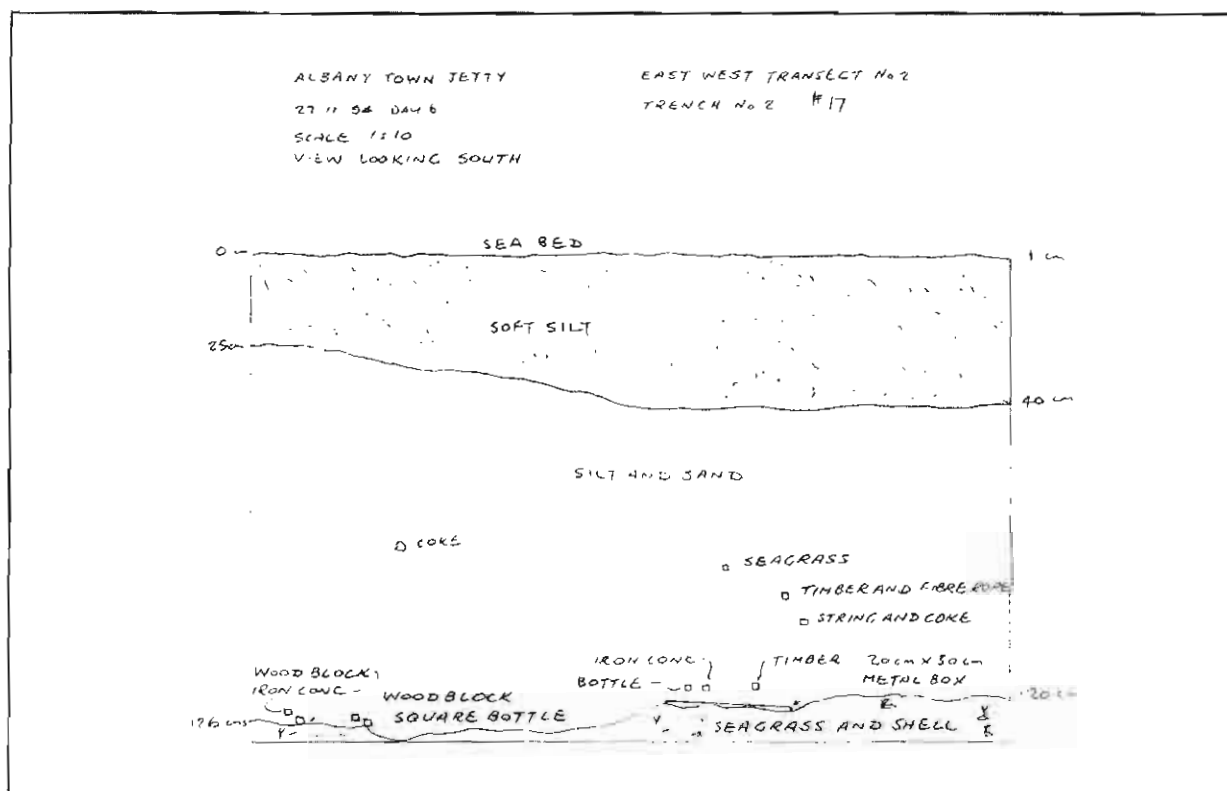 ALBANY TOWN JETTY
27 11 94 DAY 6
SCALE 1:10
VIEW LOOKING SOUTH
EAST WEST TRANSECT No 2
TRENCH No 2 #17
0
SEA BED
1 cm
SOFT SILT
25cm
40 cm
SILT AND SAND
COKE
SEAGRASS
TIMBER AND FIBRE ROPE
STRING AND COKE
IRON CONC
TIMBER
20cm x 50cm
WOOD BLOCK
BOTTLE
METAL BOX
IRON CONC
WOOD BLOCK
120 cm
126 cms
SQUARE BOTTLE
SEAGRASS AND SHELL